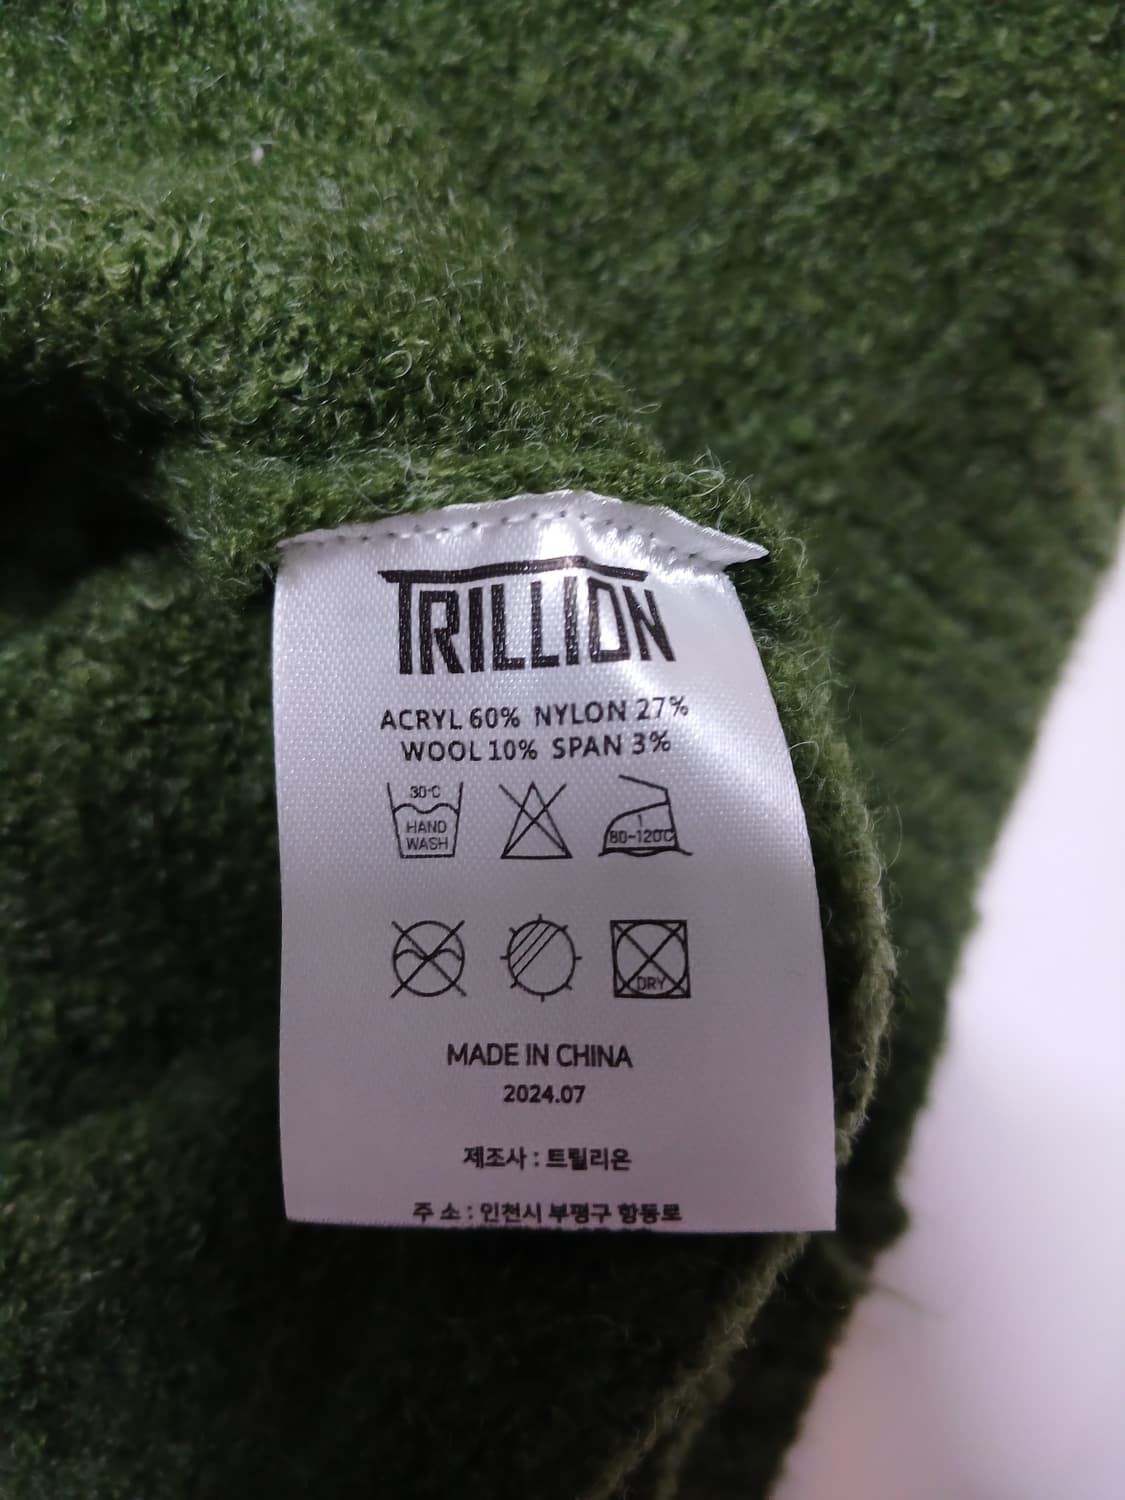 TRILLION
ACRYL 60% NYLON 27%
WOOL 10% SPAN 3%
30°C
HAND
WASH
1
80-120°C
DRY
MADE IN CHINA
2024.07
제조사 : 트릴리온
주 소 : 인천시 부평구 항동로